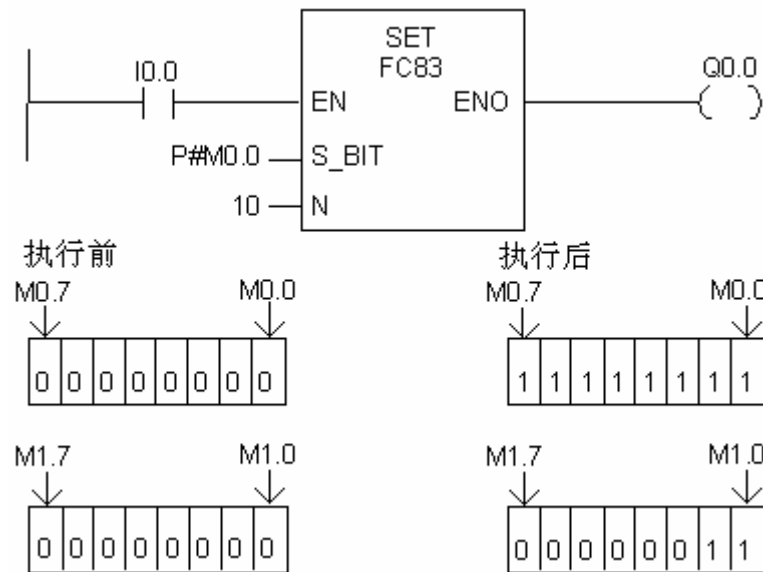 SET
FC83
I0.0
Q0.0
EN ENO
P#M0.0 S_BIT
10 N
执行前 执行后
M0.7 M0.0 M0.7 M0.0
0 0 0 0 0 0 0 0 1 1 1 1 1 1 1 1
M1.7 M1.0 M1.7 M1.0
0 0 0 0 0 0 0 0 0 0 0 0 0 0 1 1